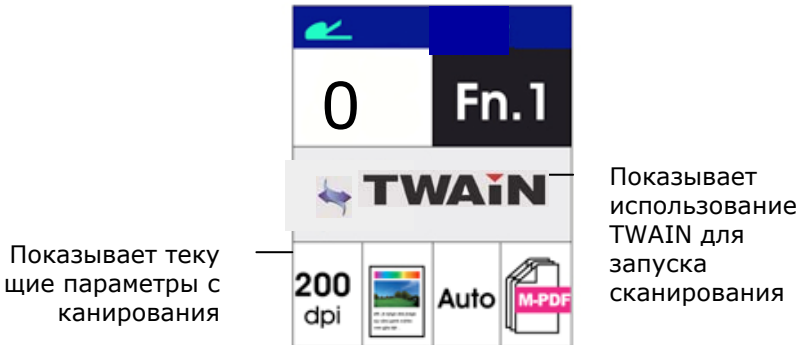 0
Fn.1
TWAIN
Показывает
использование
TWAIN для
запуска
сканирования
Показывает теку
щие параметры с
канирования
200
dpi
Auto
M-PDF